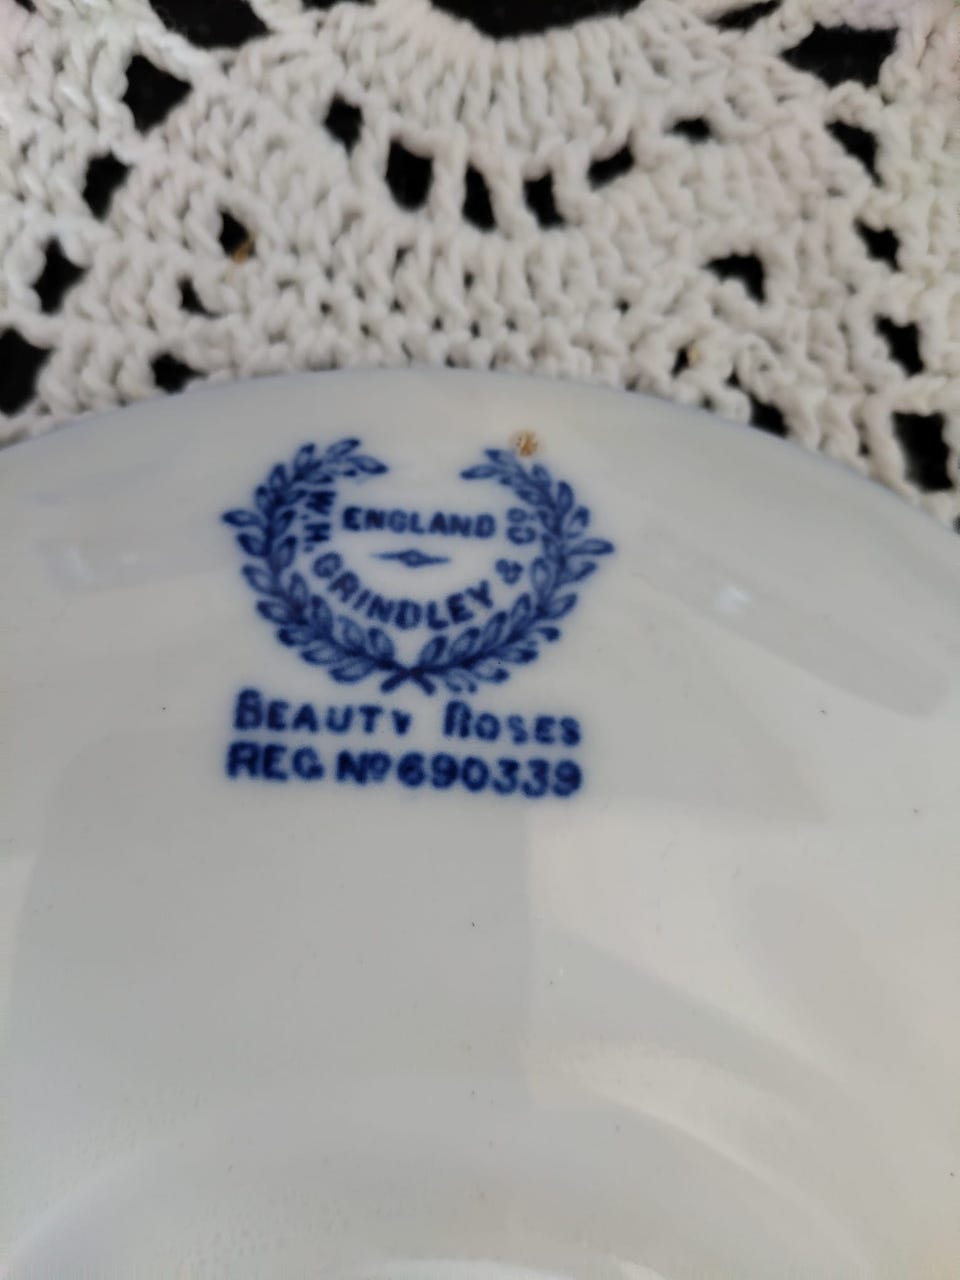 ENGLAND
W.H. GRINDLEY & CO
BEAUTY ROSES
REG Nº 690339